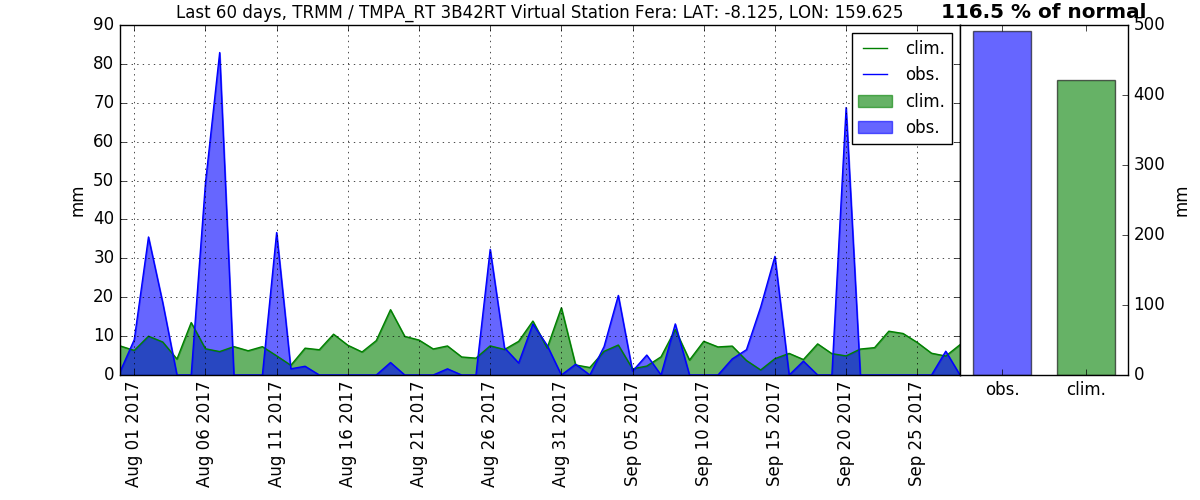 Last 60 days, TRMM / TMPA_RT 3B42RT Virtual Station Fera: LAT: -8.125, LON: 159.625
116.5 % of normal
90
80
70
60
50
40
30
20
10
0
mm
clim.
obs.
clim.
obs.
500
400
300
200
100
0
mm
obs.
clim.
Aug 01 2017
Aug 06 2017
Aug 11 2017
Aug 16 2017
Aug 21 2017
Aug 26 2017
Aug 31 2017
Sep 05 2017
Sep 10 2017
Sep 15 2017
Sep 20 2017
Sep 25 2017